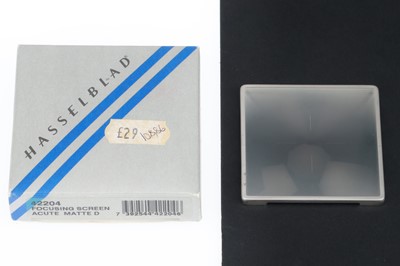 HASSELBLAD
£29
42204
FOCUSING SCREEN
ACUTE MATTE D